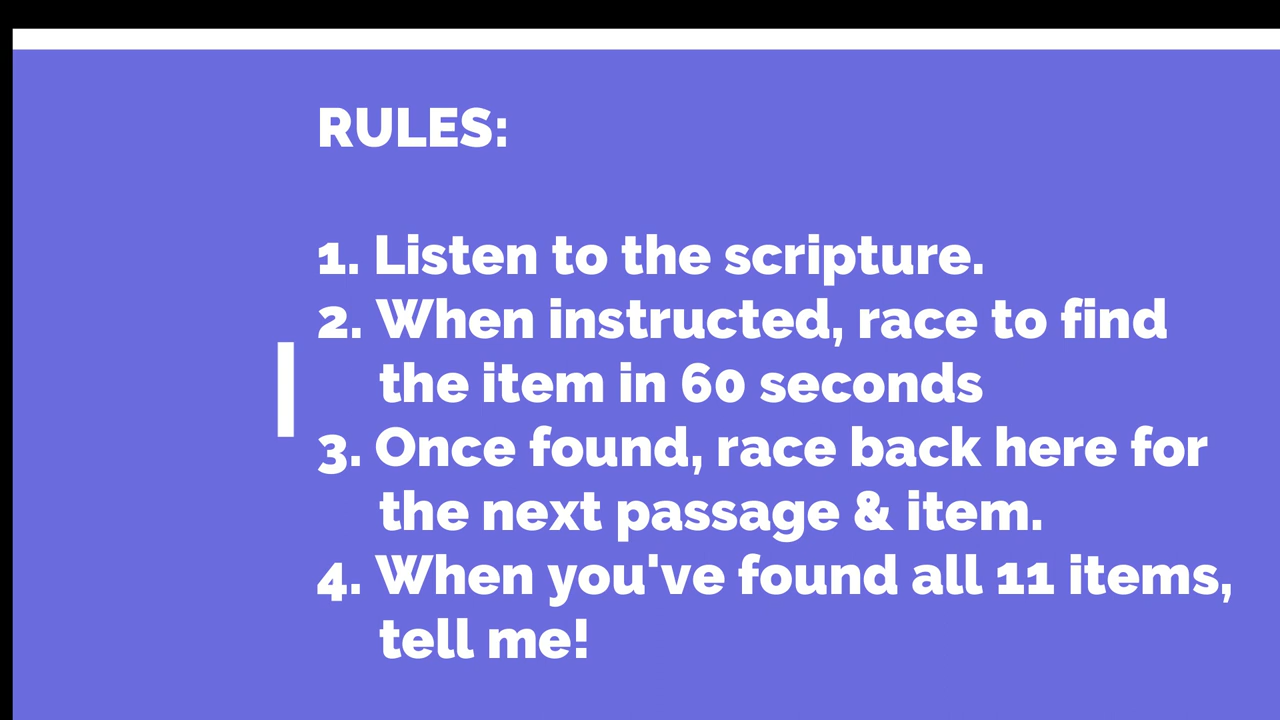 RULES:
1. Listen to the scripture.
2. When instructed, race to find
the item in 60 seconds
3. Once found, race back here for
the next passage & item.
4. When you've found all 11 items,
tell me!